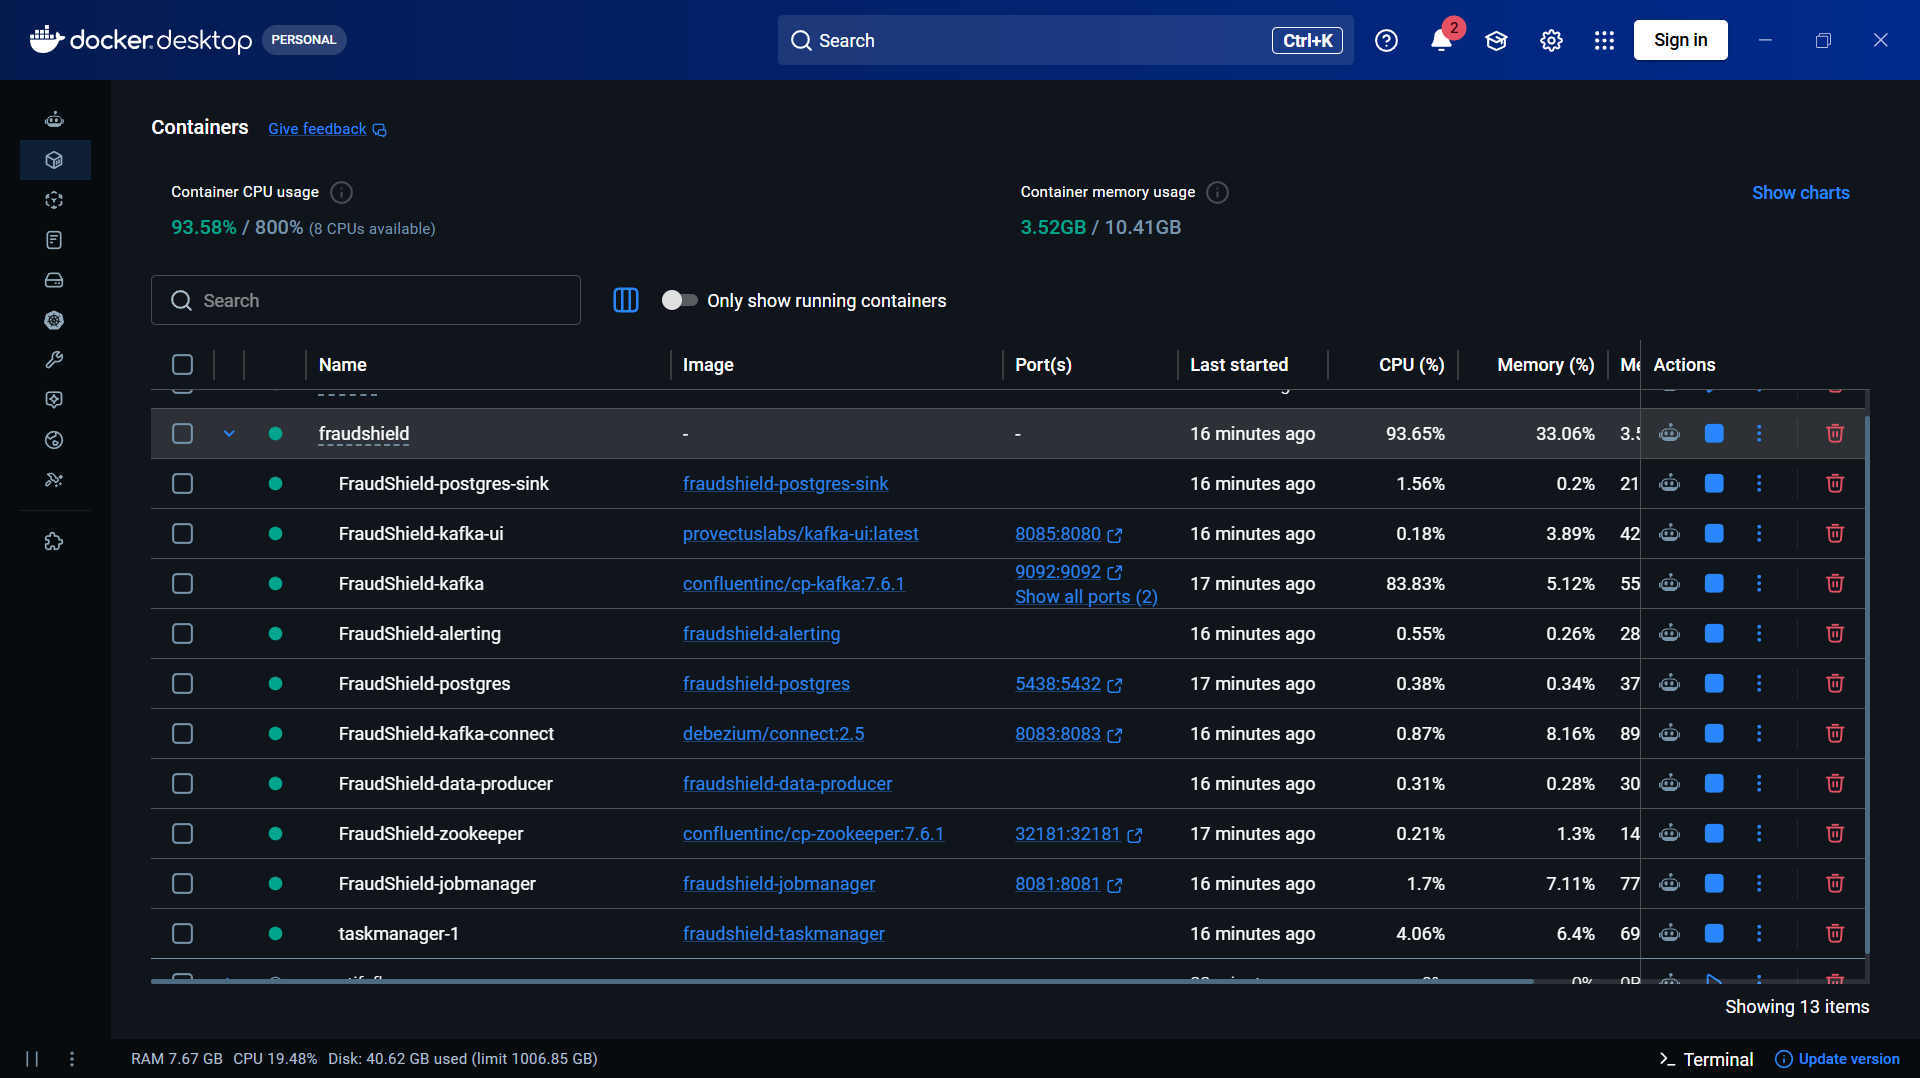 docker.desktop PERSONAL Search Ctrl+K 2 Sign in
Containers Give feedback
Container CPU usage Container memory usage Show charts
93.58% / 800% (8 CPUs available) 3.52GB / 10.41GB
Search Only show running containers
Name Image Port(s) Last started CPU (%) Memory (%) Me Actions
fraudshield - - 16 minutes ago 93.65% 33.06% 3.5
FraudShield-postgres-sink fraudshield-postgres-sink 16 minutes ago 1.56% 0.2% 21
FraudShield-kafka-ui provectuslabs/kafka-ui:latest 8085:8080 16 minutes ago 0.18% 3.89% 42
FraudShield-kafka confluentinc/cp-kafka:7.6.1 9092:9092 17 minutes ago 83.83% 5.12% 55
Show all ports (2)
FraudShield-alerting fraudshield-alerting 16 minutes ago 0.55% 0.26% 28
FraudShield-postgres fraudshield-postgres 5438:5432 17 minutes ago 0.38% 0.34% 37
FraudShield-kafka-connect debezium/connect:2.5 8083:8083 16 minutes ago 0.87% 8.16% 89
FraudShield-data-producer fraudshield-data-producer 16 minutes ago 0.31% 0.28% 30
FraudShield-zookeeper confluentinc/cp-zookeeper:7.6.1 32181:32181 17 minutes ago 0.21% 1.3% 14
FraudShield-jobmanager fraudshield-jobmanager 8081:8081 16 minutes ago 1.7% 7.11% 77
taskmanager-1 fraudshield-taskmanager 16 minutes ago 4.06% 6.4% 69
Showing 13 items
RAM 7.67 GB CPU 19.48% Disk: 40.62 GB used (limit 1006.85 GB) Terminal Update version